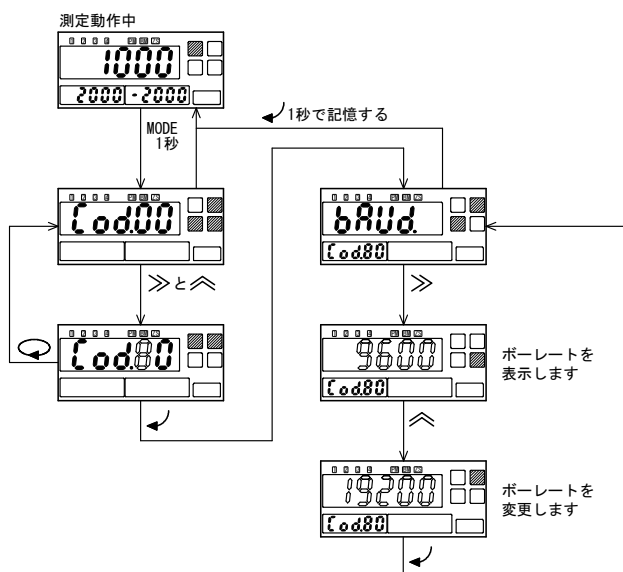 測定動作中
1000
2000 -2000
MODE
1秒
1秒で記憶する
Cod.00
と
Cod.80
bAUd.
Cod.80
9600
Cod.80
ボーレートを
表示します
19200
Cod.80
ボーレートを
変更します